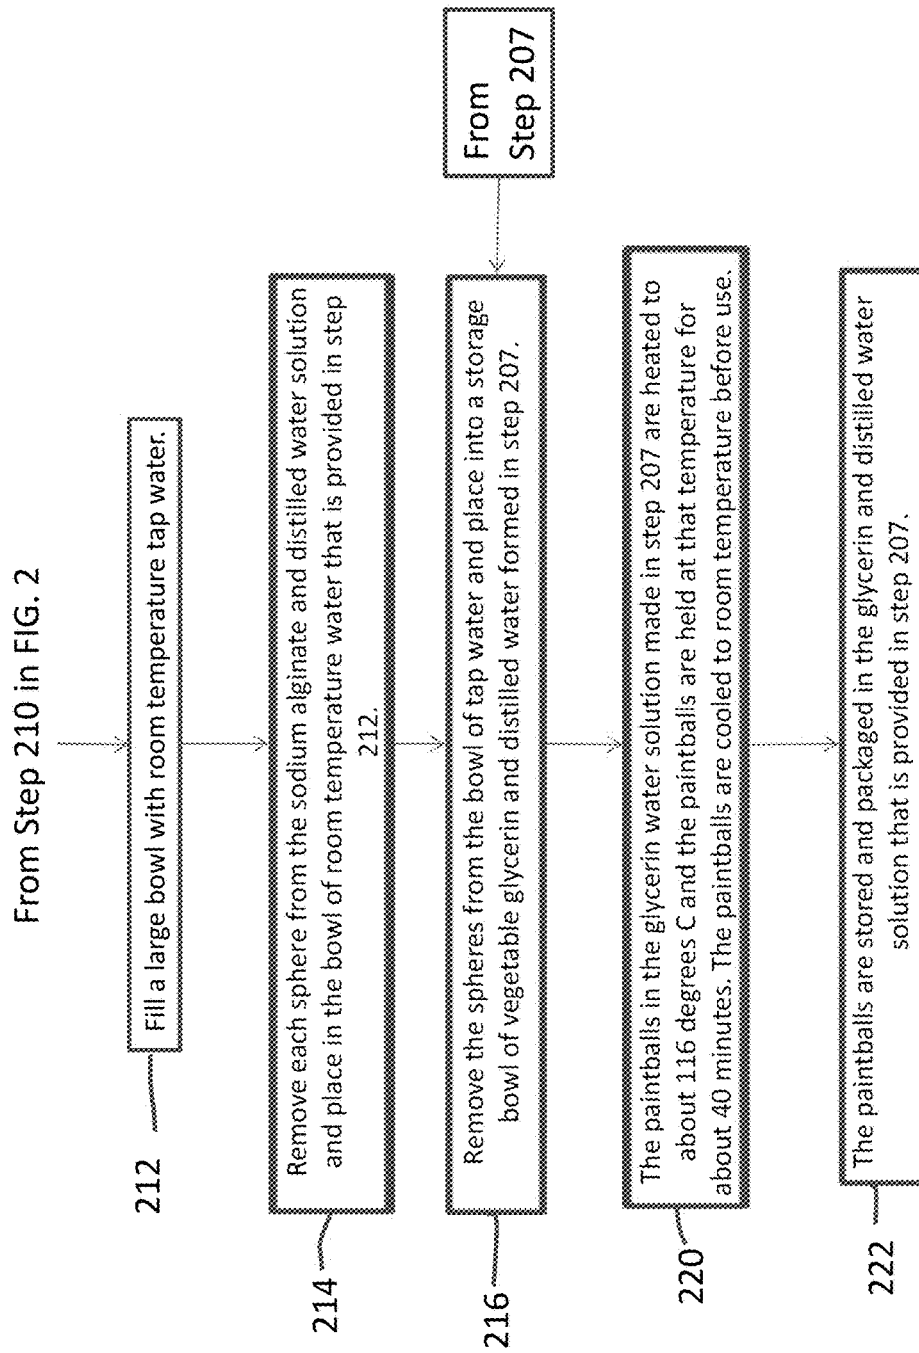 From Step 210 in FIG. 2
212
Fill a large bowl with room temperature tap water.
214
Remove each sphere from the sodium alginate and distilled water solution
and place in the bowl of room temperature water that is provided in step
212.
216
Remove the spheres from the bowl of tap water and place into a storage
bowl of vegetable glycerin and distilled water formed in step 207.
From
Step 207
220
The paintballs in the glycerin water solution made in step 207 are heated to
about 116 degrees C and the paintballs are held at that temperature for
about 40 minutes. The paintballs are cooled to room temperature before use.
222
The paintballs are stored and packaged in the glycerin and distilled water
solution that is provided in step 207.